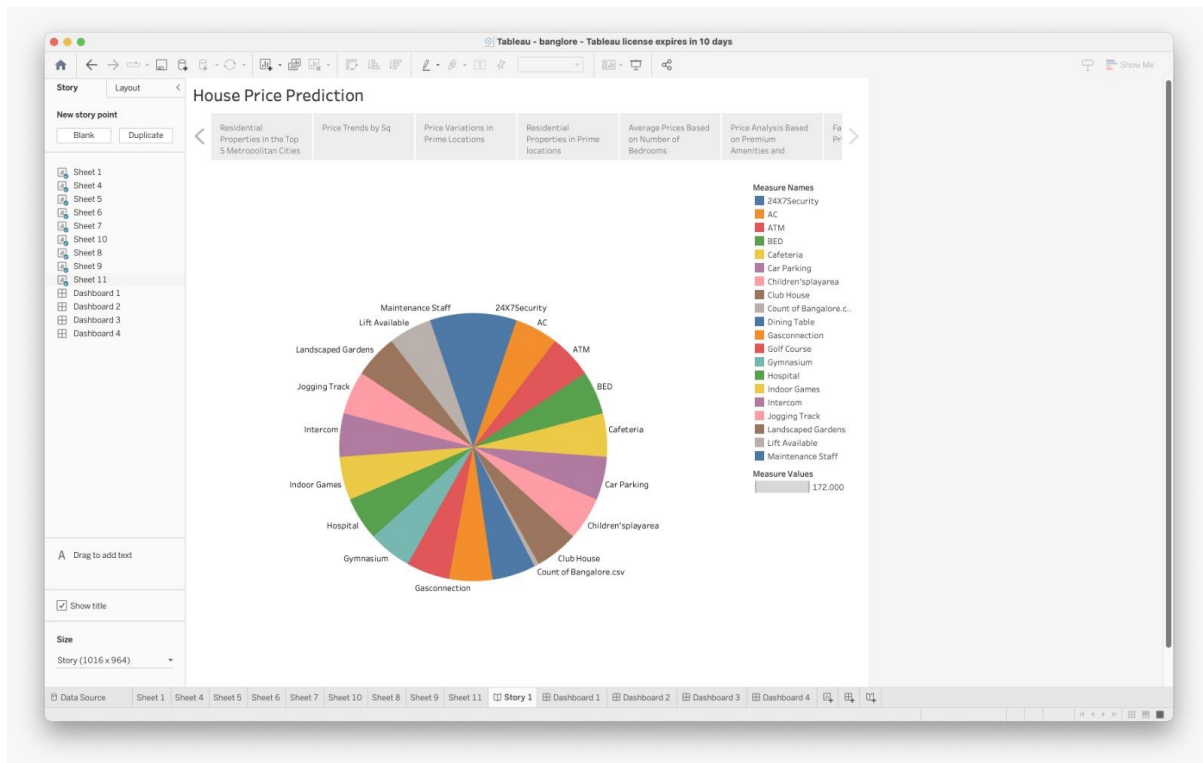 Tableau - banglore - Tableau license expires in 10 days
Show Me
Story Layout
New story point
Blank Duplicate
Sheet 1
Sheet 4
Sheet 5
Sheet 6
Sheet 7
Sheet 10
Sheet 8
Sheet 9
Sheet 11
Dashboard 1
Dashboard 2
Dashboard 3
Dashboard 4
A Drag to add text
Show title
Size
Story (1016 x 964)
House Price Prediction
Residential
Properties in the Top
5 Metropolitan Cities
Price Trends by Sq
Price Variations in
Prime Locations
Residential
Properties in Prime
locations
Average Prices Based
on Number of
Bedrooms
Price Analysis Based
on Premium
Amenities and
Fa
Pr
Maintenance Staff
24X7Security
Lift Available
AC
Landscaped Gardens
ATM
Jogging Track
BED
Intercom
Cafeteria
Indoor Games
Car Parking
Hospital
Children'splayarea
Gymnasium
Club House
Count of Bangalore.csv
Gasconnection
Measure Names
24X7Security
AC
ATM
BED
Cafeteria
Car Parking
Children'splayarea
Club House
Count of Bangalore.c..
Dining Table
Gasconnection
Golf Course
Gymnasium
Hospital
Indoor Games
Intercom
Jogging Track
Landscaped Gardens
Lift Available
Maintenance Staff
Measure Values
172,000
Data Source Sheet 1 Sheet 4 Sheet 5 Sheet 6 Sheet 7 Sheet 10 Sheet 8 Sheet 9 Sheet 11 Story 1 Dashboard 1 Dashboard 2 Dashboard 3 Dashboard 4